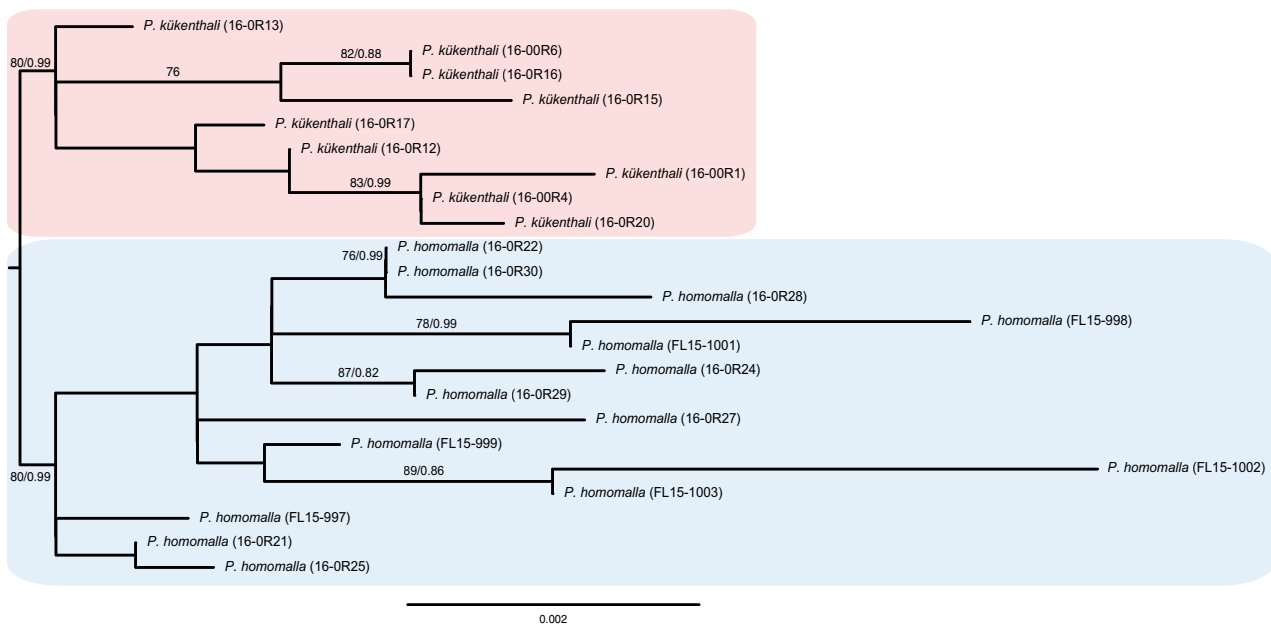 P. kükenthali (16-0R13)
82/0.88
P. kükenthali (16-00R6)
80/0.99
76
P. kükenthali (16-0R16)
P. kükenthali (16-0R15)
P. kükenthali (16-0R17)
P. kükenthali (16-0R12)
83/0.99
P. kükenthali (16-00R1)
P. kükenthali (16-00R4)
P. kükenthali (16-0R20)
P. homomalla (16-0R22)
76/0.99
P. homomalla (16-0R30)
P. homomalla (16-0R28)
78/0.99
P. homomalla (FL15-998)
P. homomalla (FL15-1001)
87/0.82
P. homomalla (16-0R24)
P. homomalla (16-0R29)
P. homomalla (16-0R27)
P. homomalla (FL15-999)
89/0.86
P. homomalla (FL15-1002)
80/0.99
P. homomalla (FL15-1003)
P. homomalla (FL15-997)
P. homomalla (16-0R21)
P. homomalla (16-0R25)
0.002